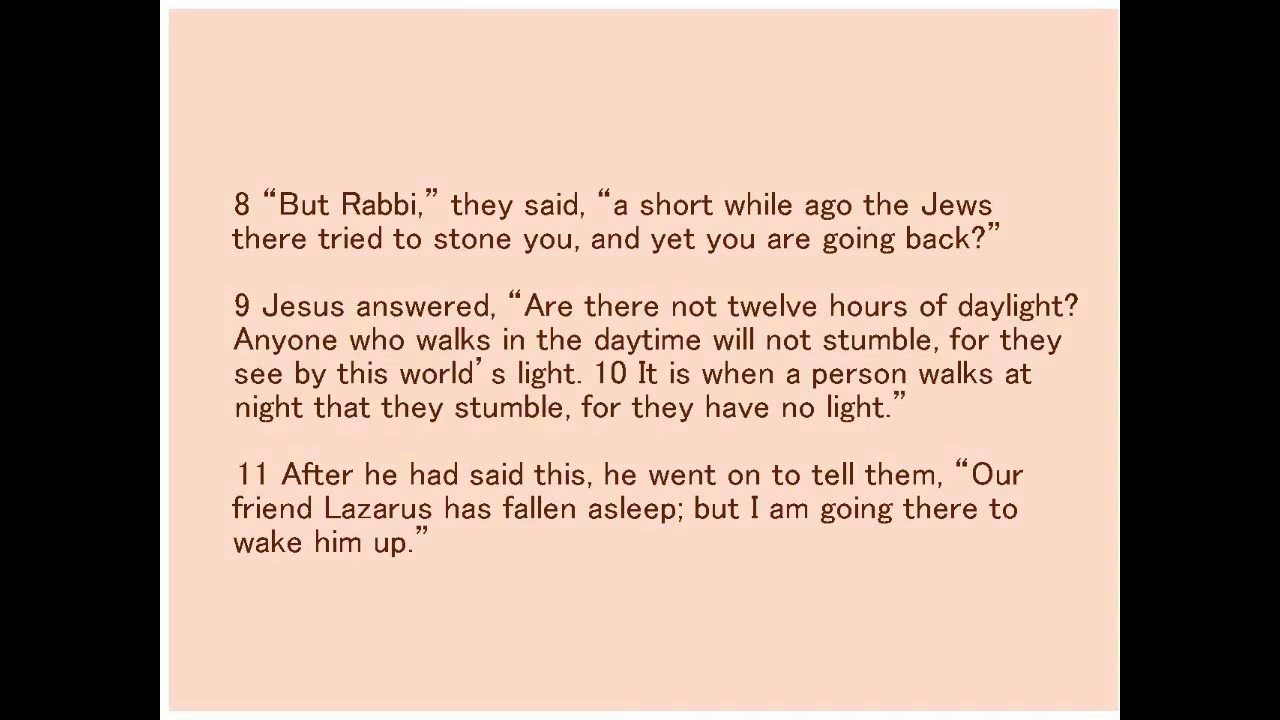 8 “But Rabbi,” they said, “a short while ago the Jews
there tried to stone you, and yet you are going back?”
9 Jesus answered, “Are there not twelve hours of daylight?
Anyone who walks in the daytime will not stumble, for they
see by this world’s light. 10 It is when a person walks at
night that they stumble, for they have no light.”
11 After he had said this, he went on to tell them, “Our
friend Lazarus has fallen asleep; but I am going there to
wake him up.”